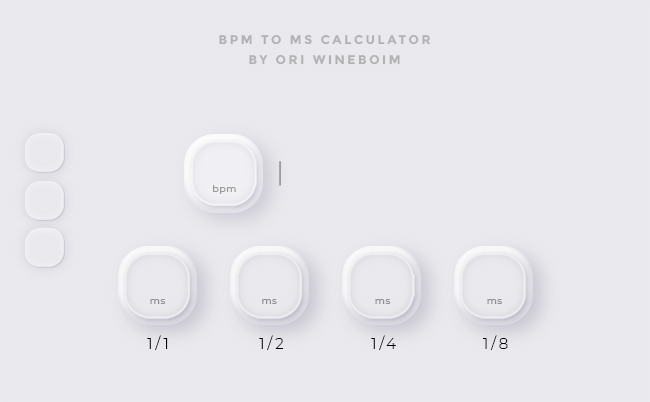 BPM TO MS CALCULATOR
BY ORI WINEBOIM
bpm
ms ms ms ms
1/1 1/2 1/4 1/8